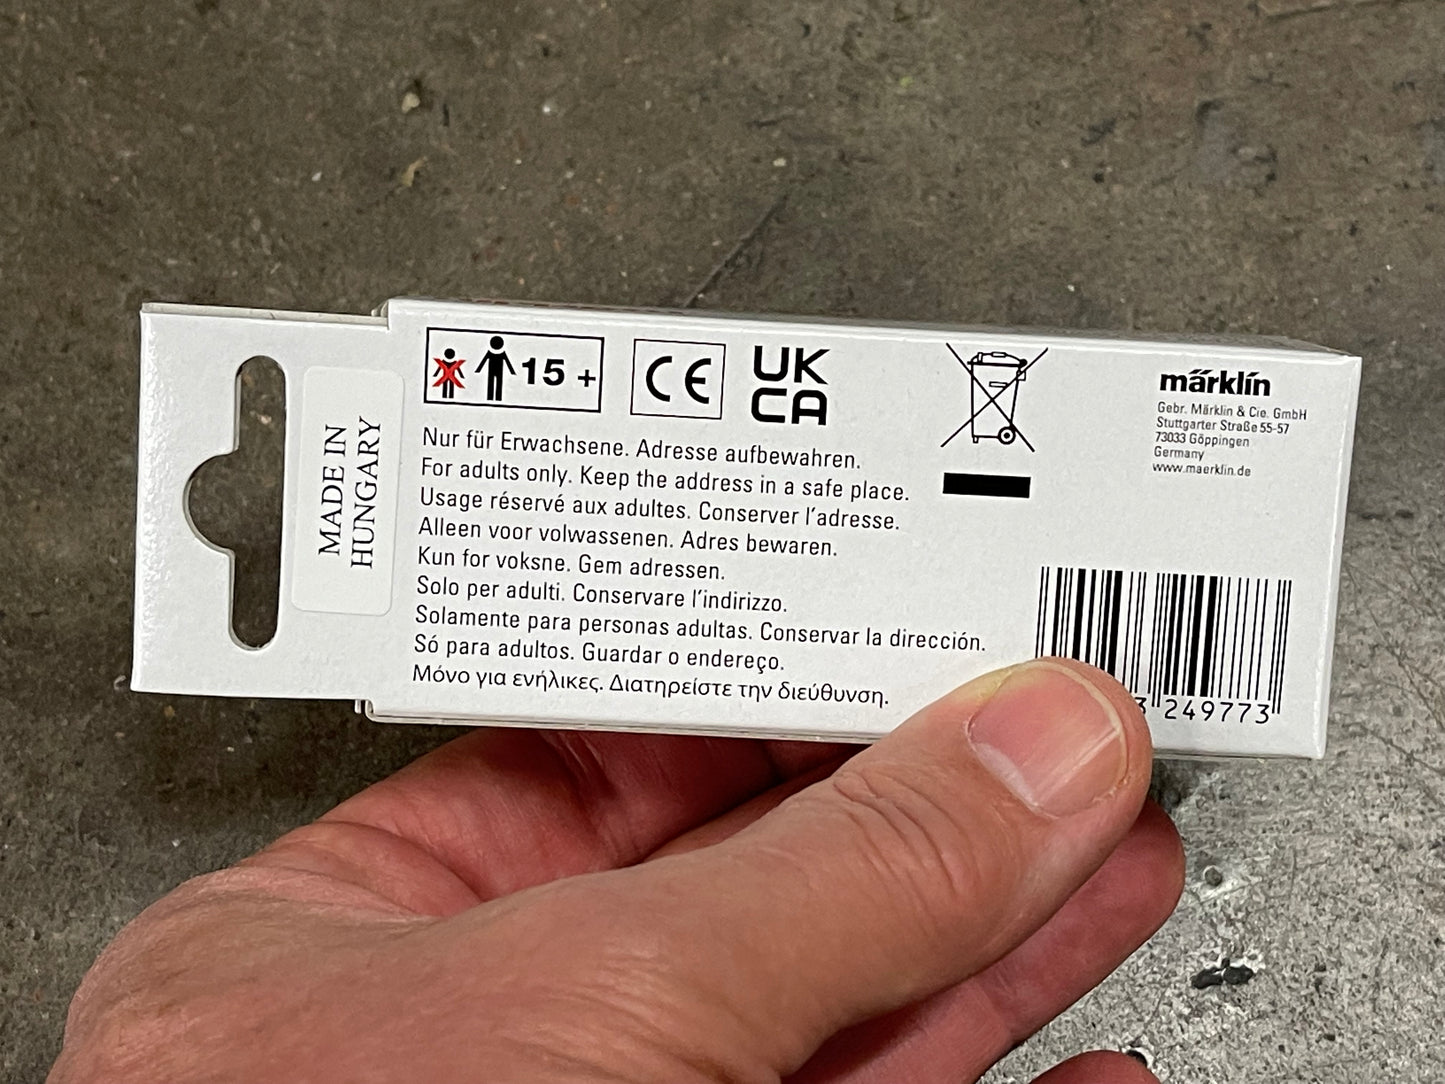 MADE IN
HUNGARY
15 +
CE
UK
CA
Nur für Erwachsene. Adresse aufbewahren.
For adults only. Keep the address in a safe place.
Usage réservé aux adultes. Conserver l'adresse.
Alleen voor volwassenen. Adres bewaren.
Kun for voksne. Gem adressen.
Solo per adulti. Conservare l'indirizzo.
Solamente para personas adultas. Conservar la dirección.
Só para adultos. Guardar o endereço.
Μόνο για ενήλικες. Διατηρείστε την διεύθυνση.
märklin
Gebr. Märklin & Cie. GmbH
Stuttgarter Straße 55-57
73033 Göppingen
Germany
www.maerklin.de
3 249773